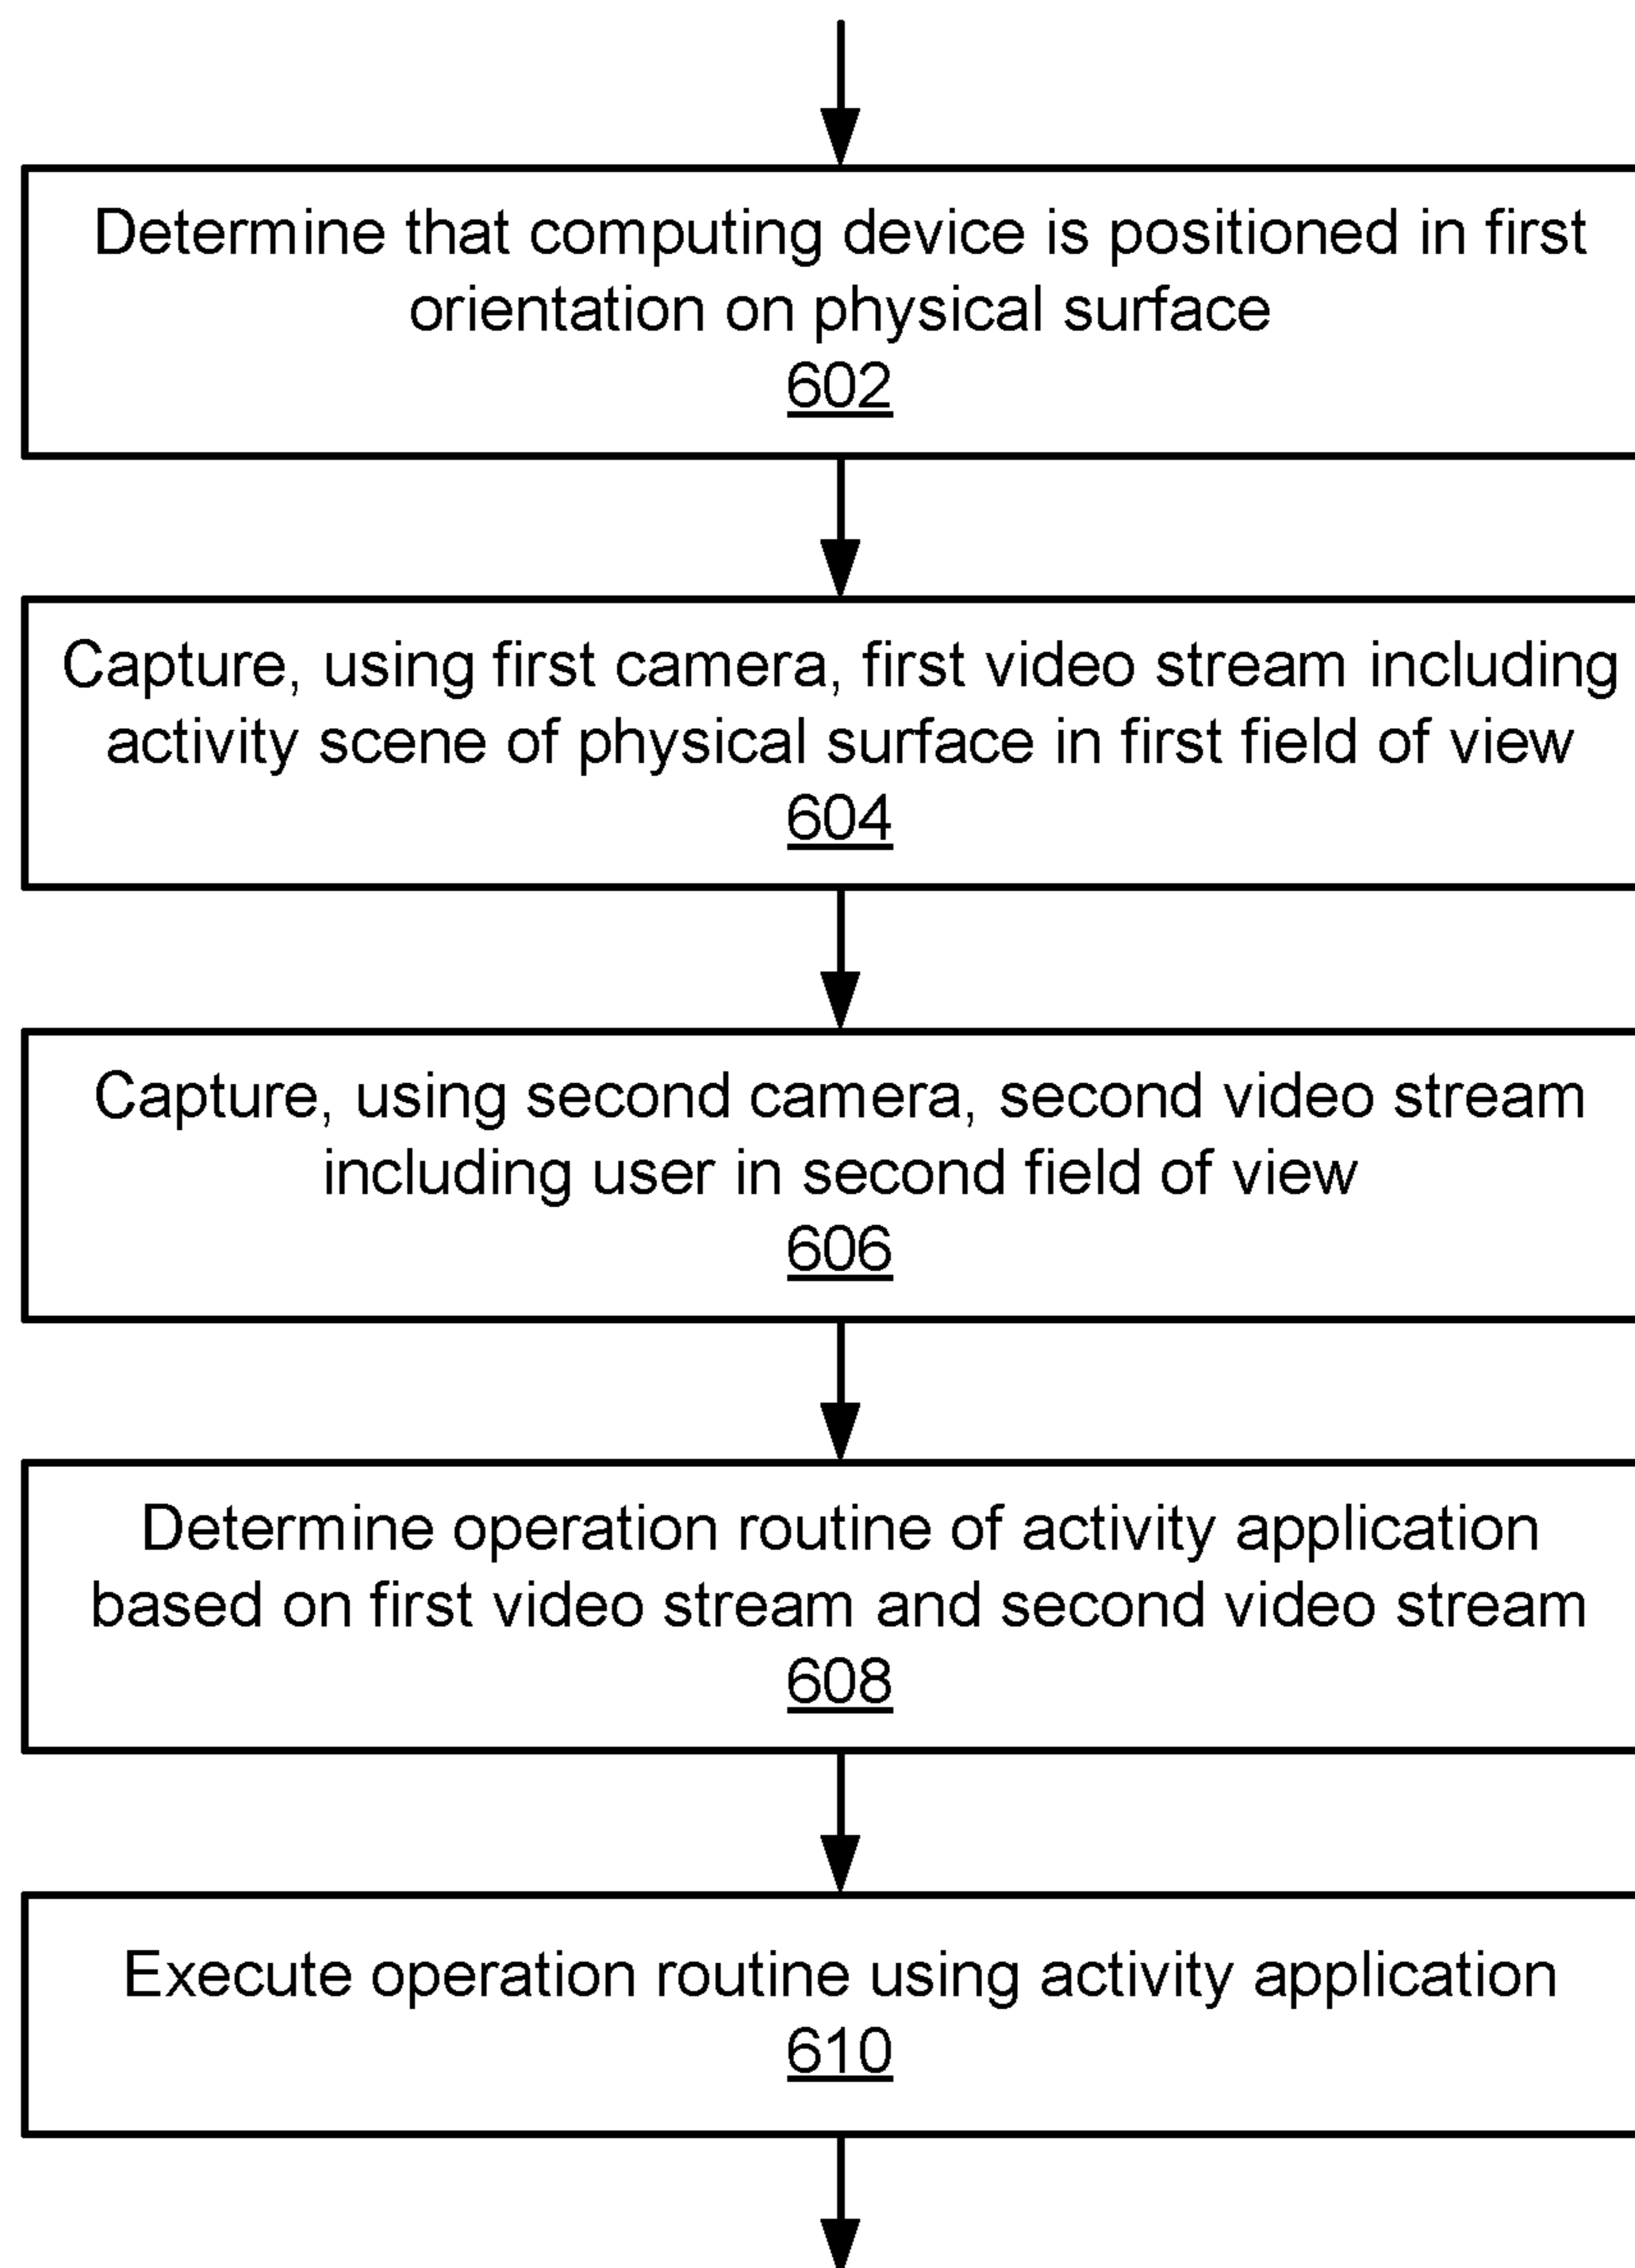 Determine that computing device is positioned in first
orientation on physical surface
602
Capture, using first camera, first video stream including
activity scene of physical surface in first field of view
604
Capture, using second camera, second video stream
including user in second field of view
606
Determine operation routine of activity application
based on first video stream and second video stream
608
Execute operation routine using activity application
610